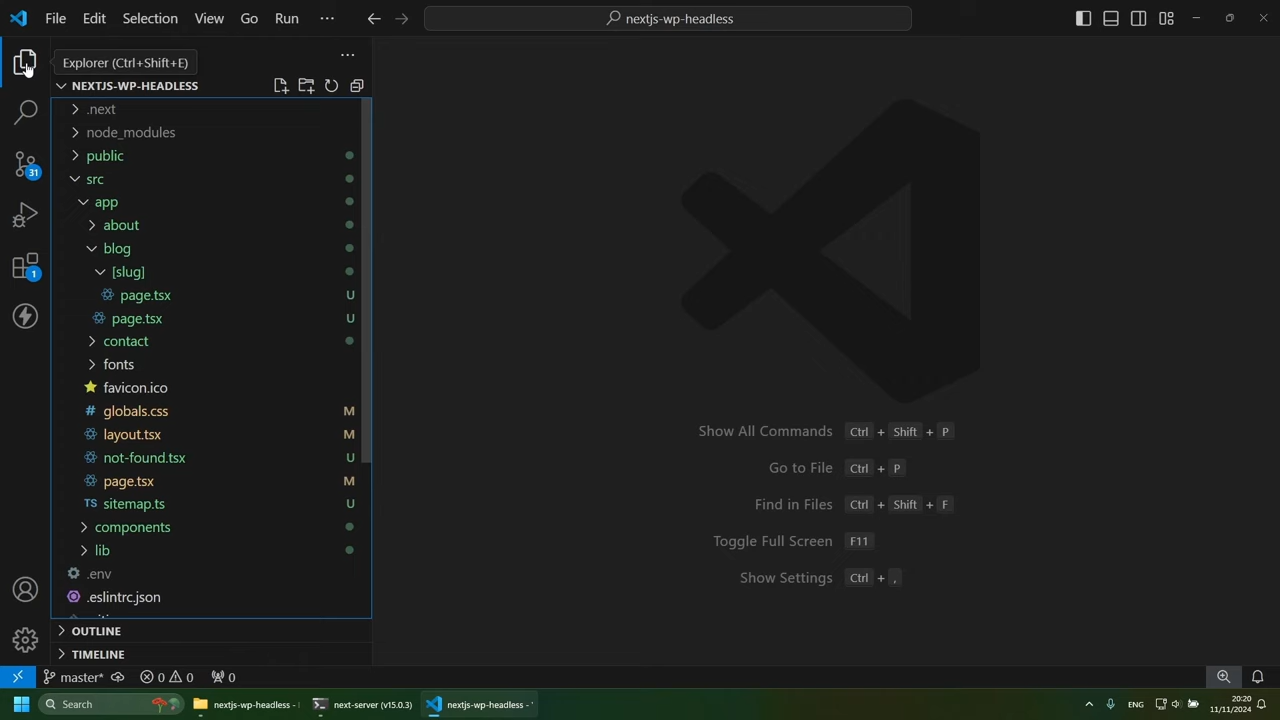 File Edit Selection View Go Run ··· nextjs-wp-headless
Explorer (Ctrl+Shift+E) ···
NEXTJS-WP-HEADLESS
.next
node_modules
public
src
app
about
blog
[slug]
page.tsx U
page.tsx U
contact
fonts
favicon.ico
# globals.css M
layout.tsx M
not-found.tsx U
page.tsx M
TS sitemap.ts U
components
lib
.env
.eslintrc.json
OUTLINE
TIMELINE
31
1
Show All Commands Ctrl + Shift + P
Go to File Ctrl + P
Find in Files Ctrl + Shift + F
Toggle Full Screen F11
Show Settings Ctrl + ,
master* 0 0 0
Search nextjs-wp-headless - next-server (v15.0.3) nextjs-wp-headless - ENG 20:20
11/11/2024